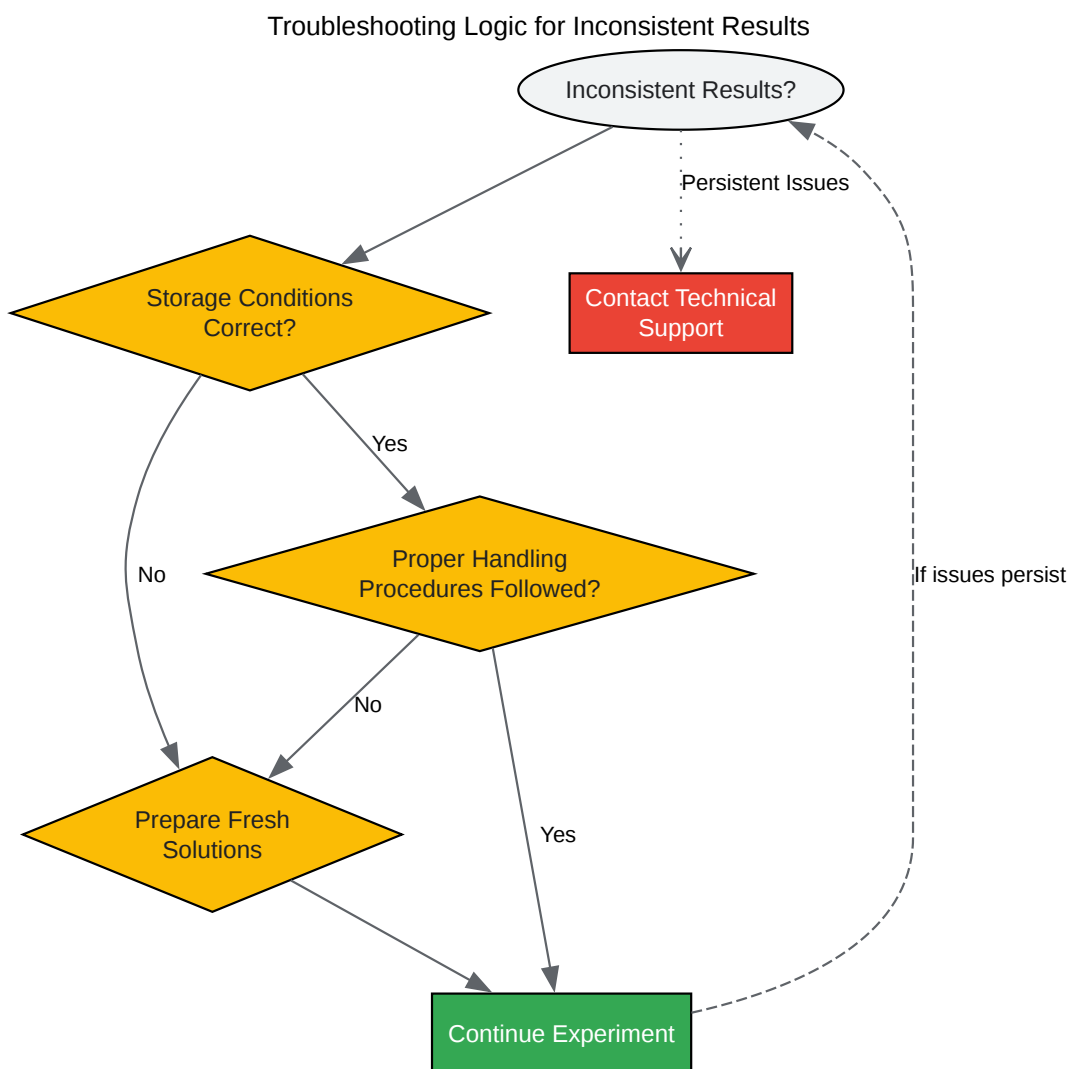 Troubleshooting Logic for Inconsistent Results
Inconsistent Results?
Persistent Issues
Storage Conditions
Correct?
Contact Technical
Support
Yes
Proper Handling
Procedures Followed?
No
If issues persist
No
Prepare Fresh
Solutions
Yes
Continue Experiment